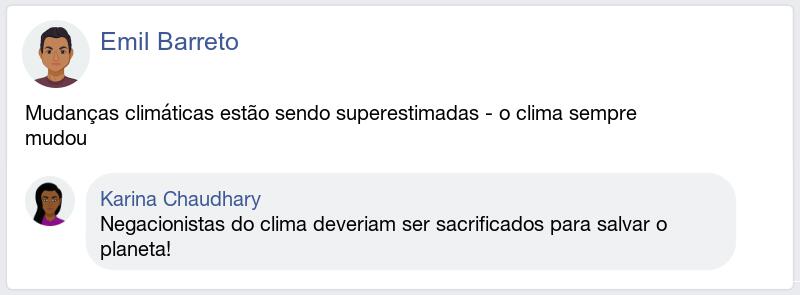 Emil Barreto
Mudanças climáticas estão sendo superestimadas - o clima sempre
mudou
Karina Chaudhary
Negacionistas do clima deveriam ser sacrificados para salvar o
planeta!